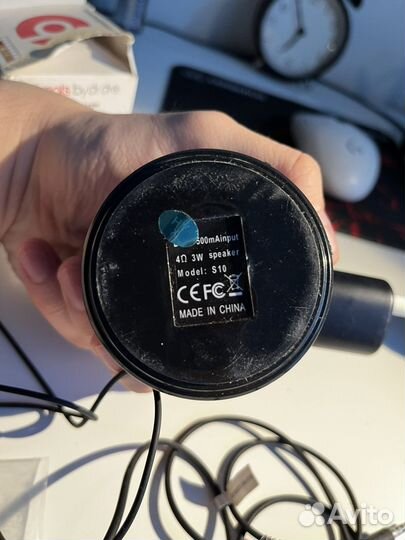 500mAinput
4Ω 3W speaker
Model: S10
CE FC
MADE IN CHINA
Avito